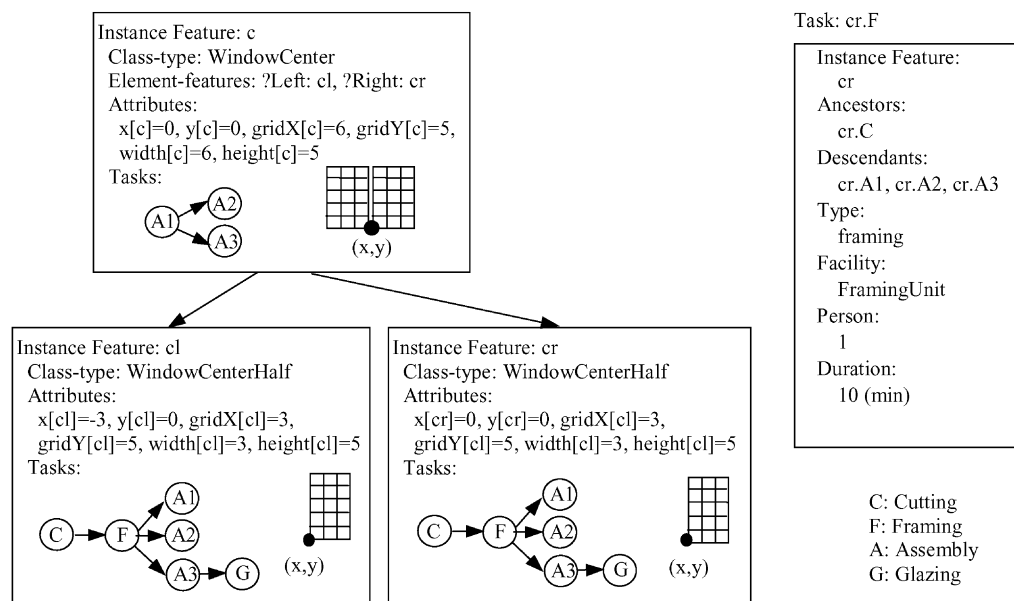 Instance Feature: c
Class-type: WindowCenter
Element-features: ?Left: cl, ?Right: cr
Attributes:
x[c]=0, y[c]=0, gridX[c]=6, gridY[c]=5,
width[c]=6, height[c]=5
Tasks:
A1
A2
A3
(x,y)
Instance Feature: cl
Class-type: WindowCenterHalf
Attributes:
x[cl]=-3, y[cl]=0, gridX[cl]=3,
gridY[cl]=5, width[cl]=3, height[cl]=5
Tasks:
C
F
A1
A2
A3
G
(x,y)
Instance Feature: cr
Class-type: WindowCenterHalf
Attributes:
x[cr]=0, y[cr]=0, gridX[cl]=3,
gridY[cl]=5, width[cl]=3, height[cl]=5
Tasks:
C
F
A1
A2
A3
G
(x,y)
Task: cr.F
Instance Feature:
cr
Ancestors:
cr.C
Descendants:
cr.A1, cr.A2, cr.A3
Type:
framing
Facility:
FramingUnit
Person:
1
Duration:
10 (min)
C: Cutting
F: Framing
A: Assembly
G: Glazing